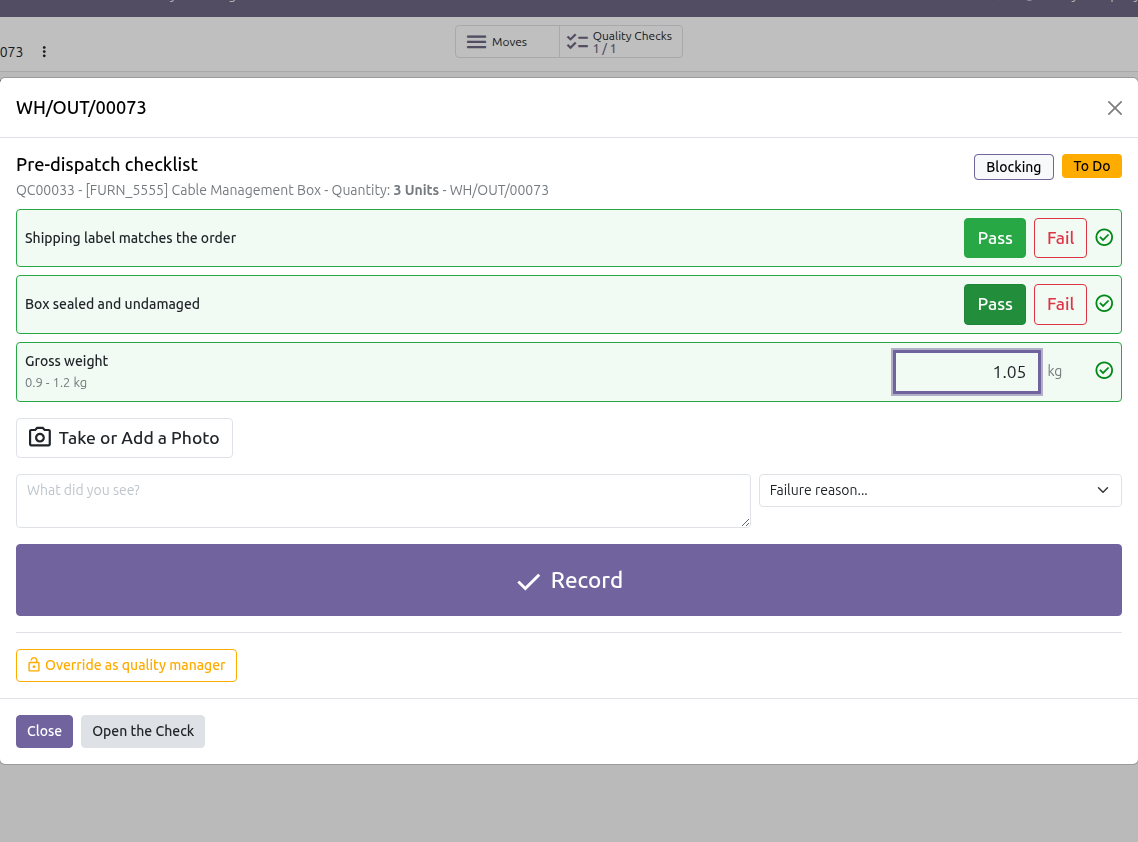 073
Moves
Quality Checks
1 / 1
WH/OUT/00073
Pre-dispatch checklist
Blocking
To Do
QC00033 - [FURN_5555] Cable Management Box - Quantity: 3 Units - WH/OUT/00073
Shipping label matches the order
Pass
Fail
Box sealed and undamaged
Pass
Fail
Gross weight
0.9 - 1.2 kg
1.05
kg
Take or Add a Photo
What did you see?
Failure reason...
Record
Override as quality manager
Close
Open the Check